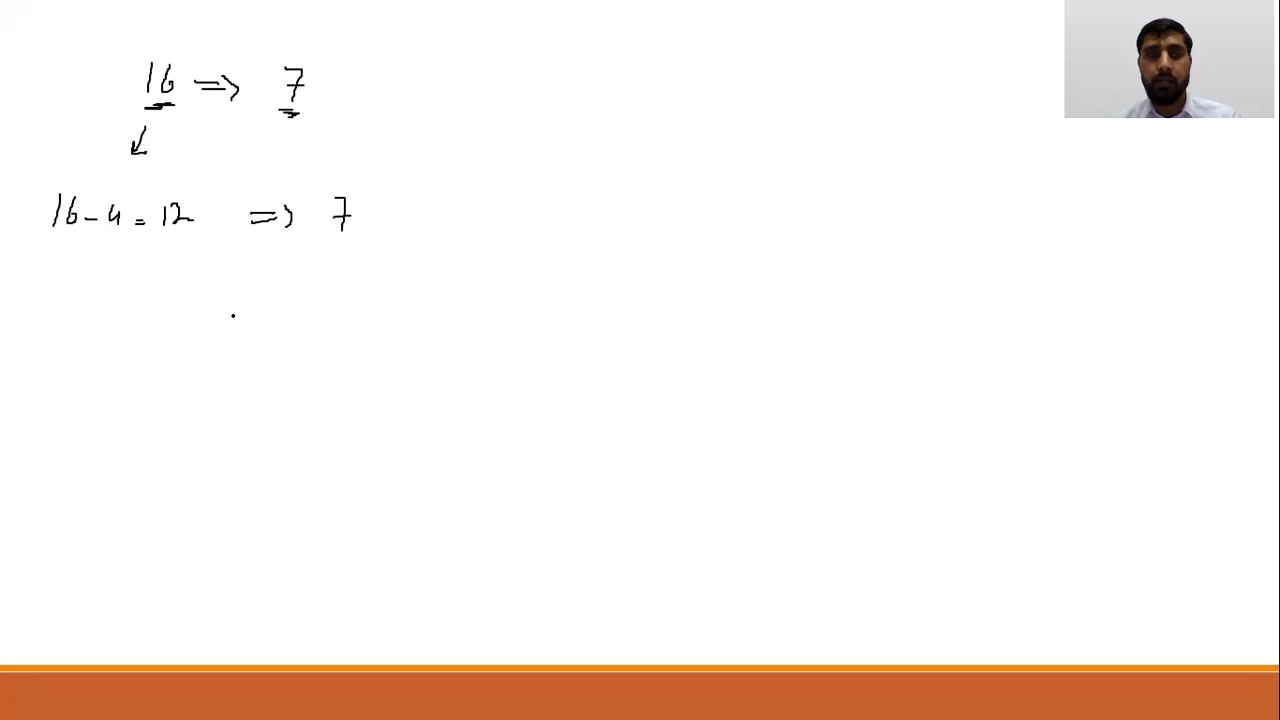 16 => 7
16 - 4 = 12 => 7